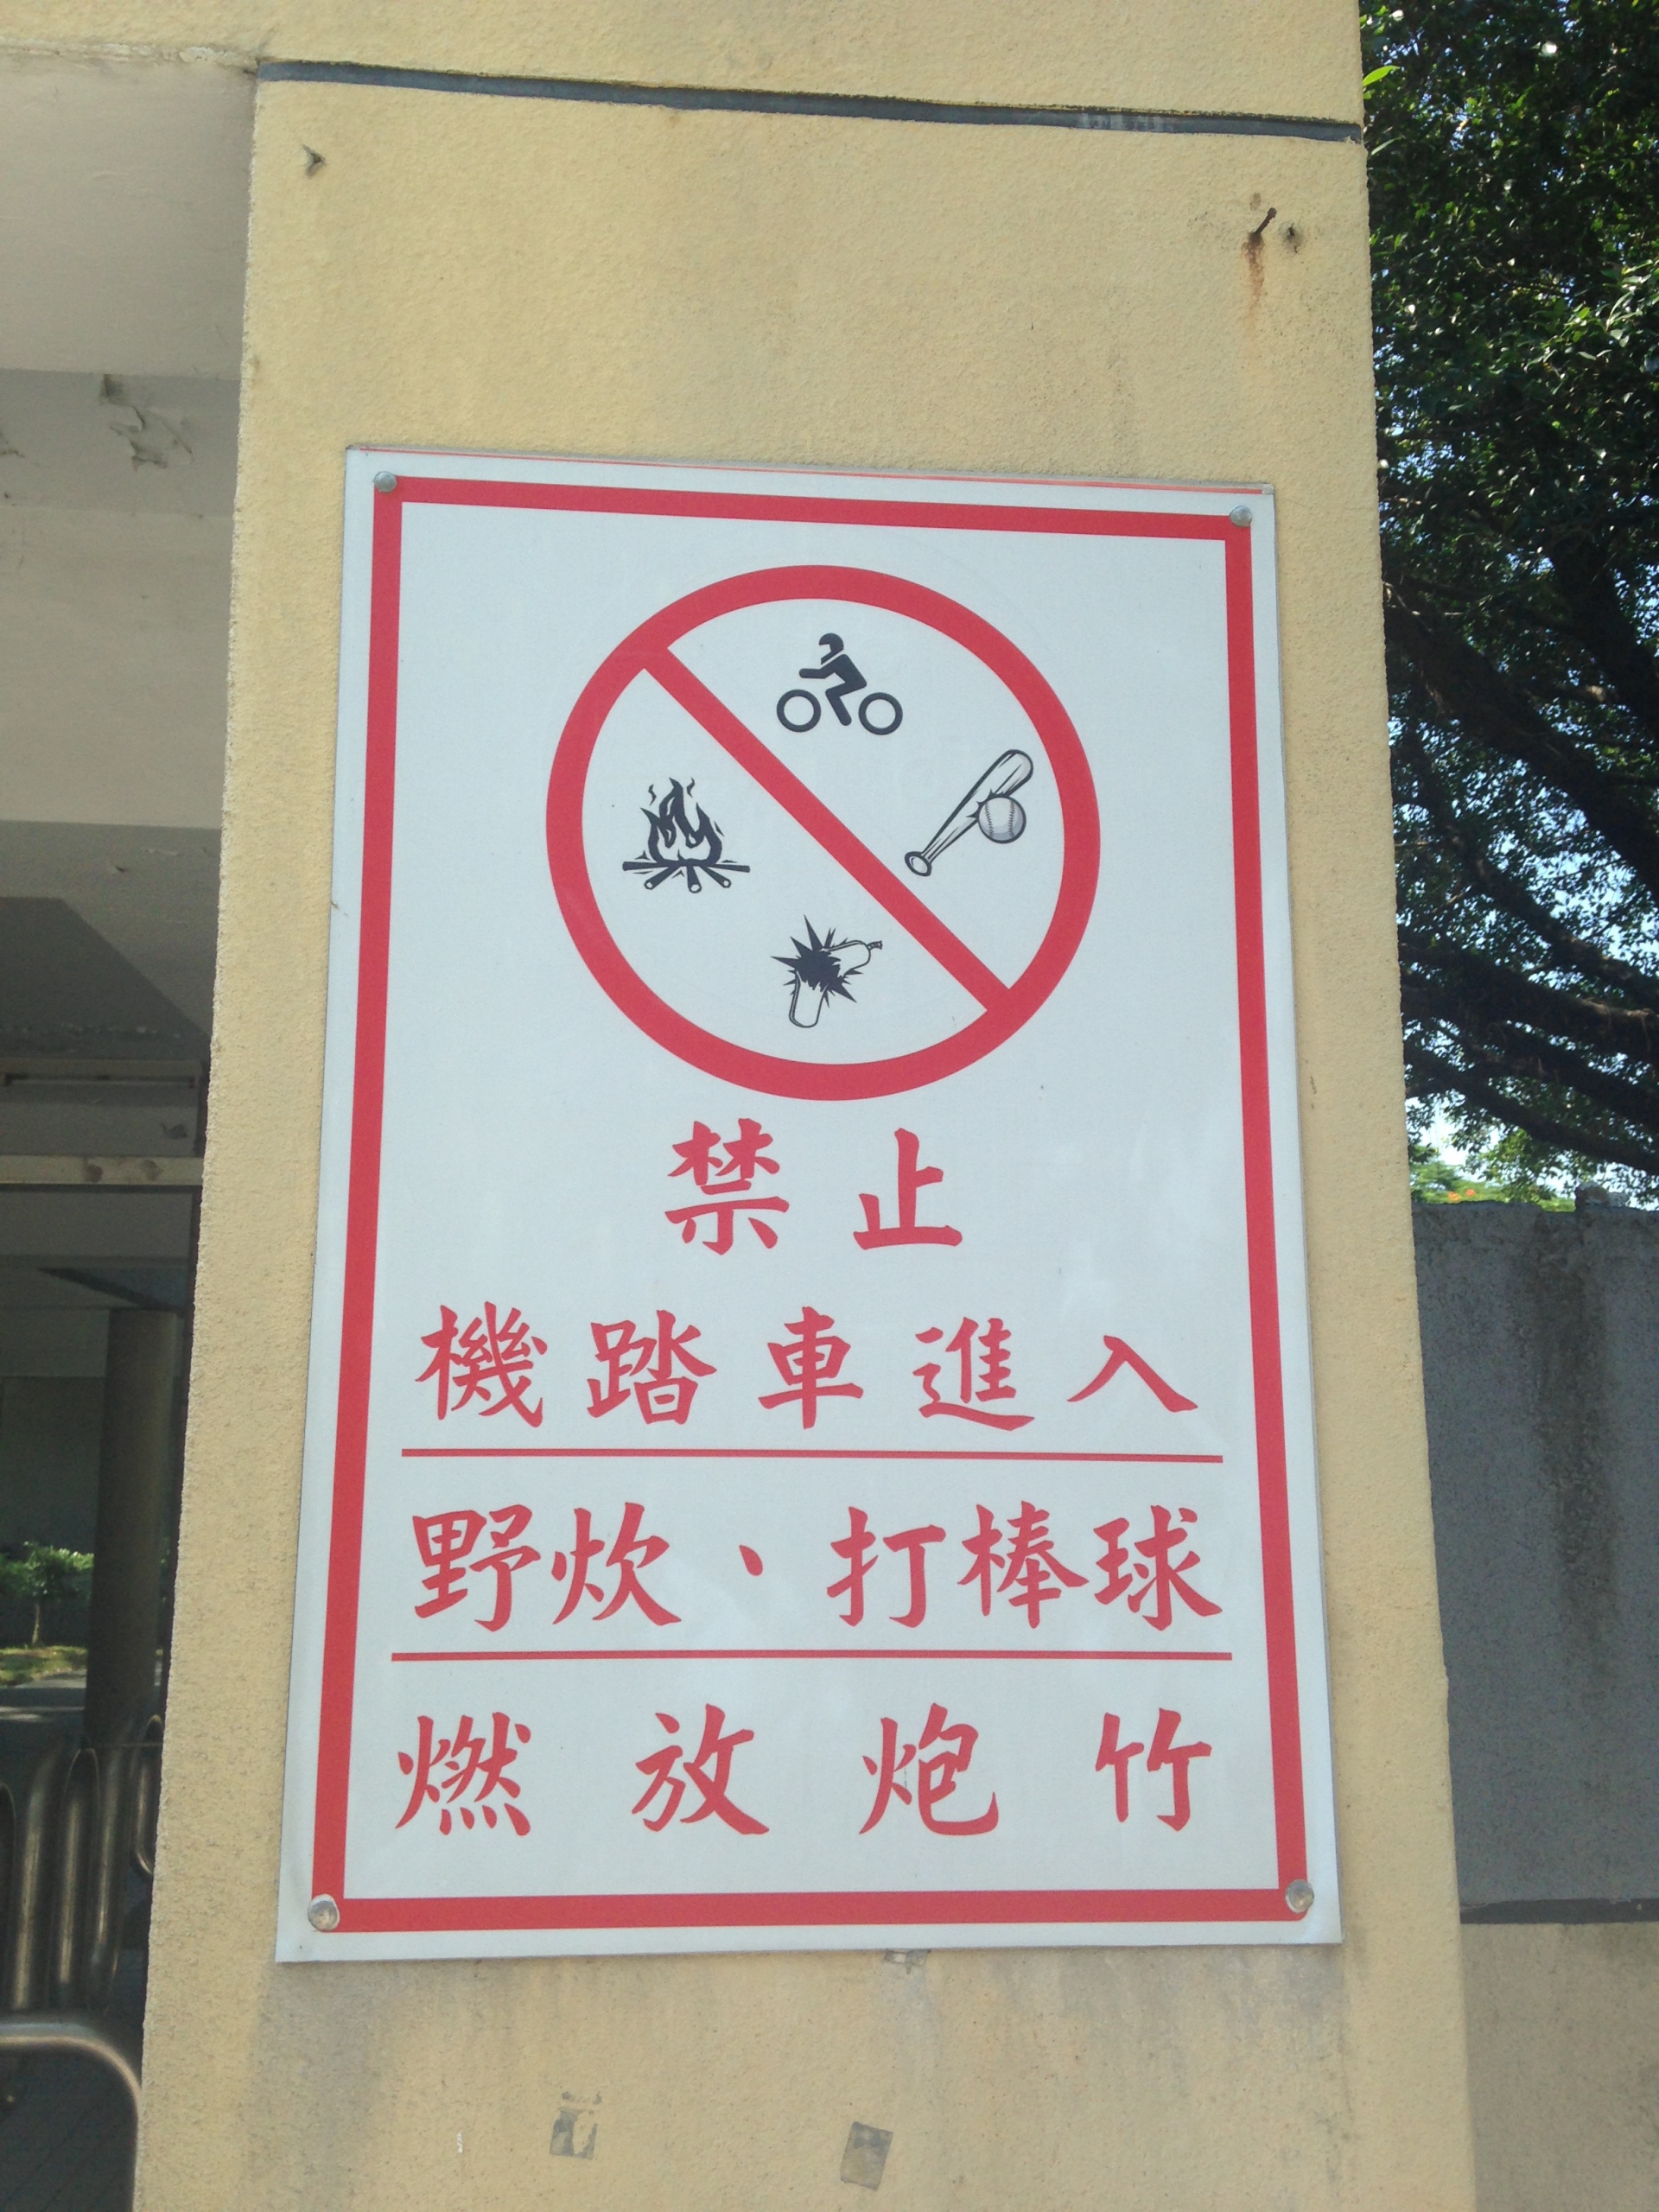 禁止
機踏車進入
野炊、打棒球
燃放炮竹